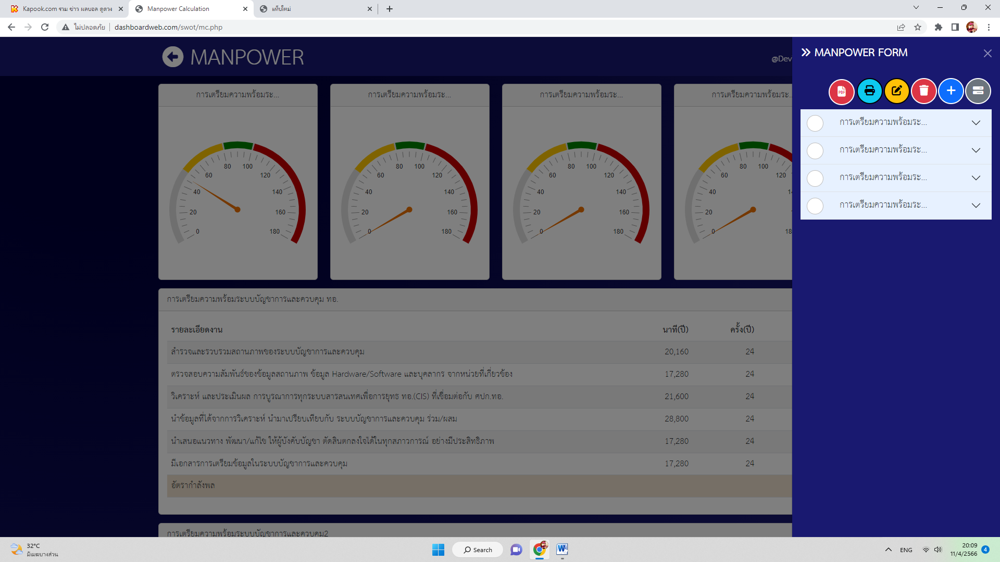 Kapook.com รวม ข่าว ผลบอล ดูดวง
Manpower Calculation
แท็บใหม่
ไม่ปลอดภัย
dashboardweb.com/swot/mc.php
MANPOWER
@Dev
MANPOWER FORM
PDF
การเตรียมความพร้อมระ...
การเตรียมความพร้อมระ...
การเตรียมความพร้อมระ...
การเตรียมความพร้อมระ...
การเตรียมความพร้อมระ...
การเตรียมความพร้อมระ...
การเตรียมความพร้อมระ...
การเตรียมความพร้อมระ...
0 20 40 60 80 100 120 140 160 180
0 20 40 60 80 100 120 140 160 180
0 20 40 60 80 100 120 140 160 180
0 20 40 60 80 100 120 14 18
การเตรียมความพร้อมระบบบัญชาการและควบคุม ทอ.
รายละเอียดงาน นาที(ปี) ครั้ง(ปี)
สำรวจและรวบรวมสถานภาพของระบบบัญชาการและควบคุม 20,160 24
ตรวจสอบความสัมพันธ์ของข้อมูลสถานภาพ ข้อมูล Hardware/Software และบุคลากร จากหน่วยที่เกี่ยวข้อง 17,280 24
วิเคราะห์ และประเมินผล การบูรณาการทุกระบบสารสนเทศเพื่อการยุทธ ทอ.(CIS) ที่เชื่อมต่อกับ ศปก.ทอ. 21,600 24
นำข้อมูลที่ได้จากการวิเคราะห์ นำมาเปรียบเทียบกับ ระบบบัญชาการและควบคุม ร่วม/ผสม 28,800 24
นำเสนอแนวทาง พัฒนา/แก้ไข ให้ผู้บังคับบัญชา ตัดสินตกลงใจได้ในทุกสภาวการณ์ อย่างมีประสิทธิภาพ 17,280 24
มีเอกสารการเตรียมข้อมูลในระบบบัญชาการและควบคุม 17,280 24
อัตรากำลังพล
การเตรียมความพร้อมระบบบัญชาการและควบคุม2
32°C
มีเมฆบางส่วน
Search
ENG
20:09
11/4/2566
4